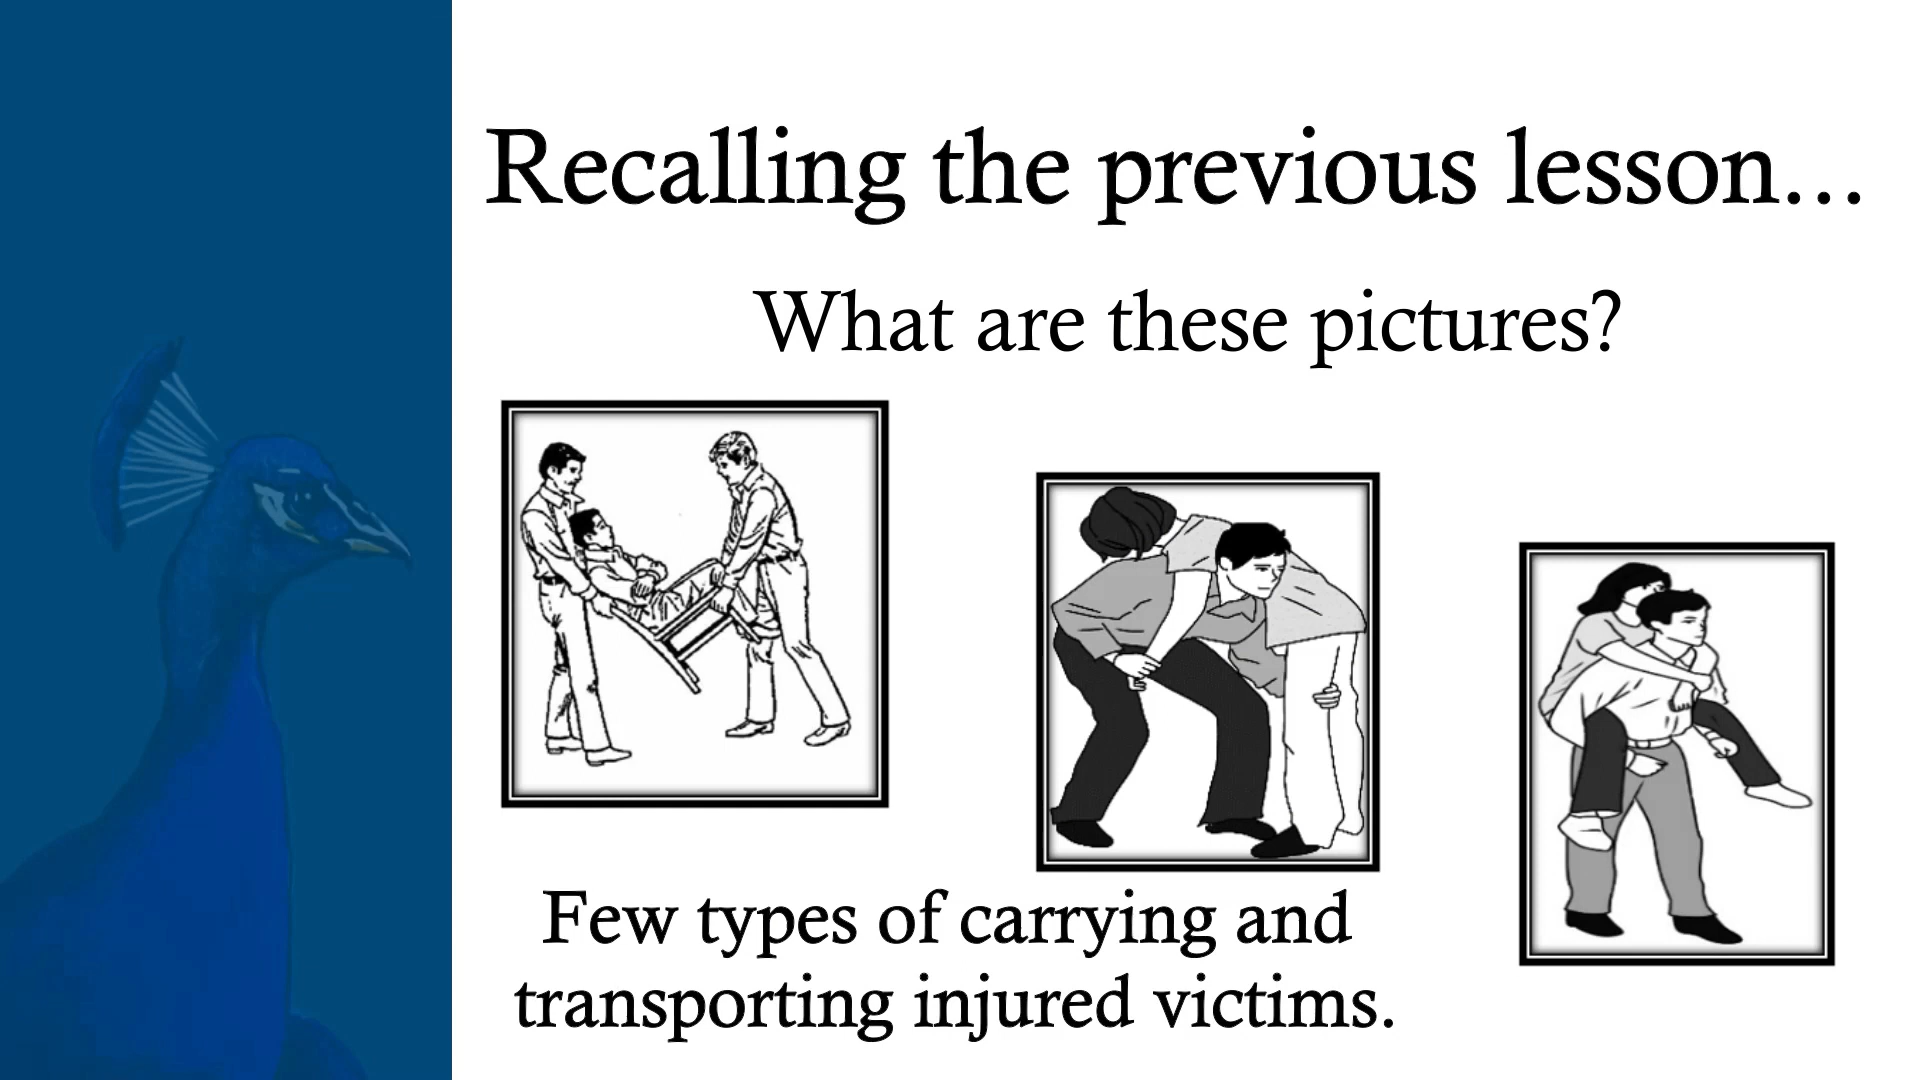 Recalling the previous lesson...
What are these pictures?
Few types of carrying and
transporting injured victims.